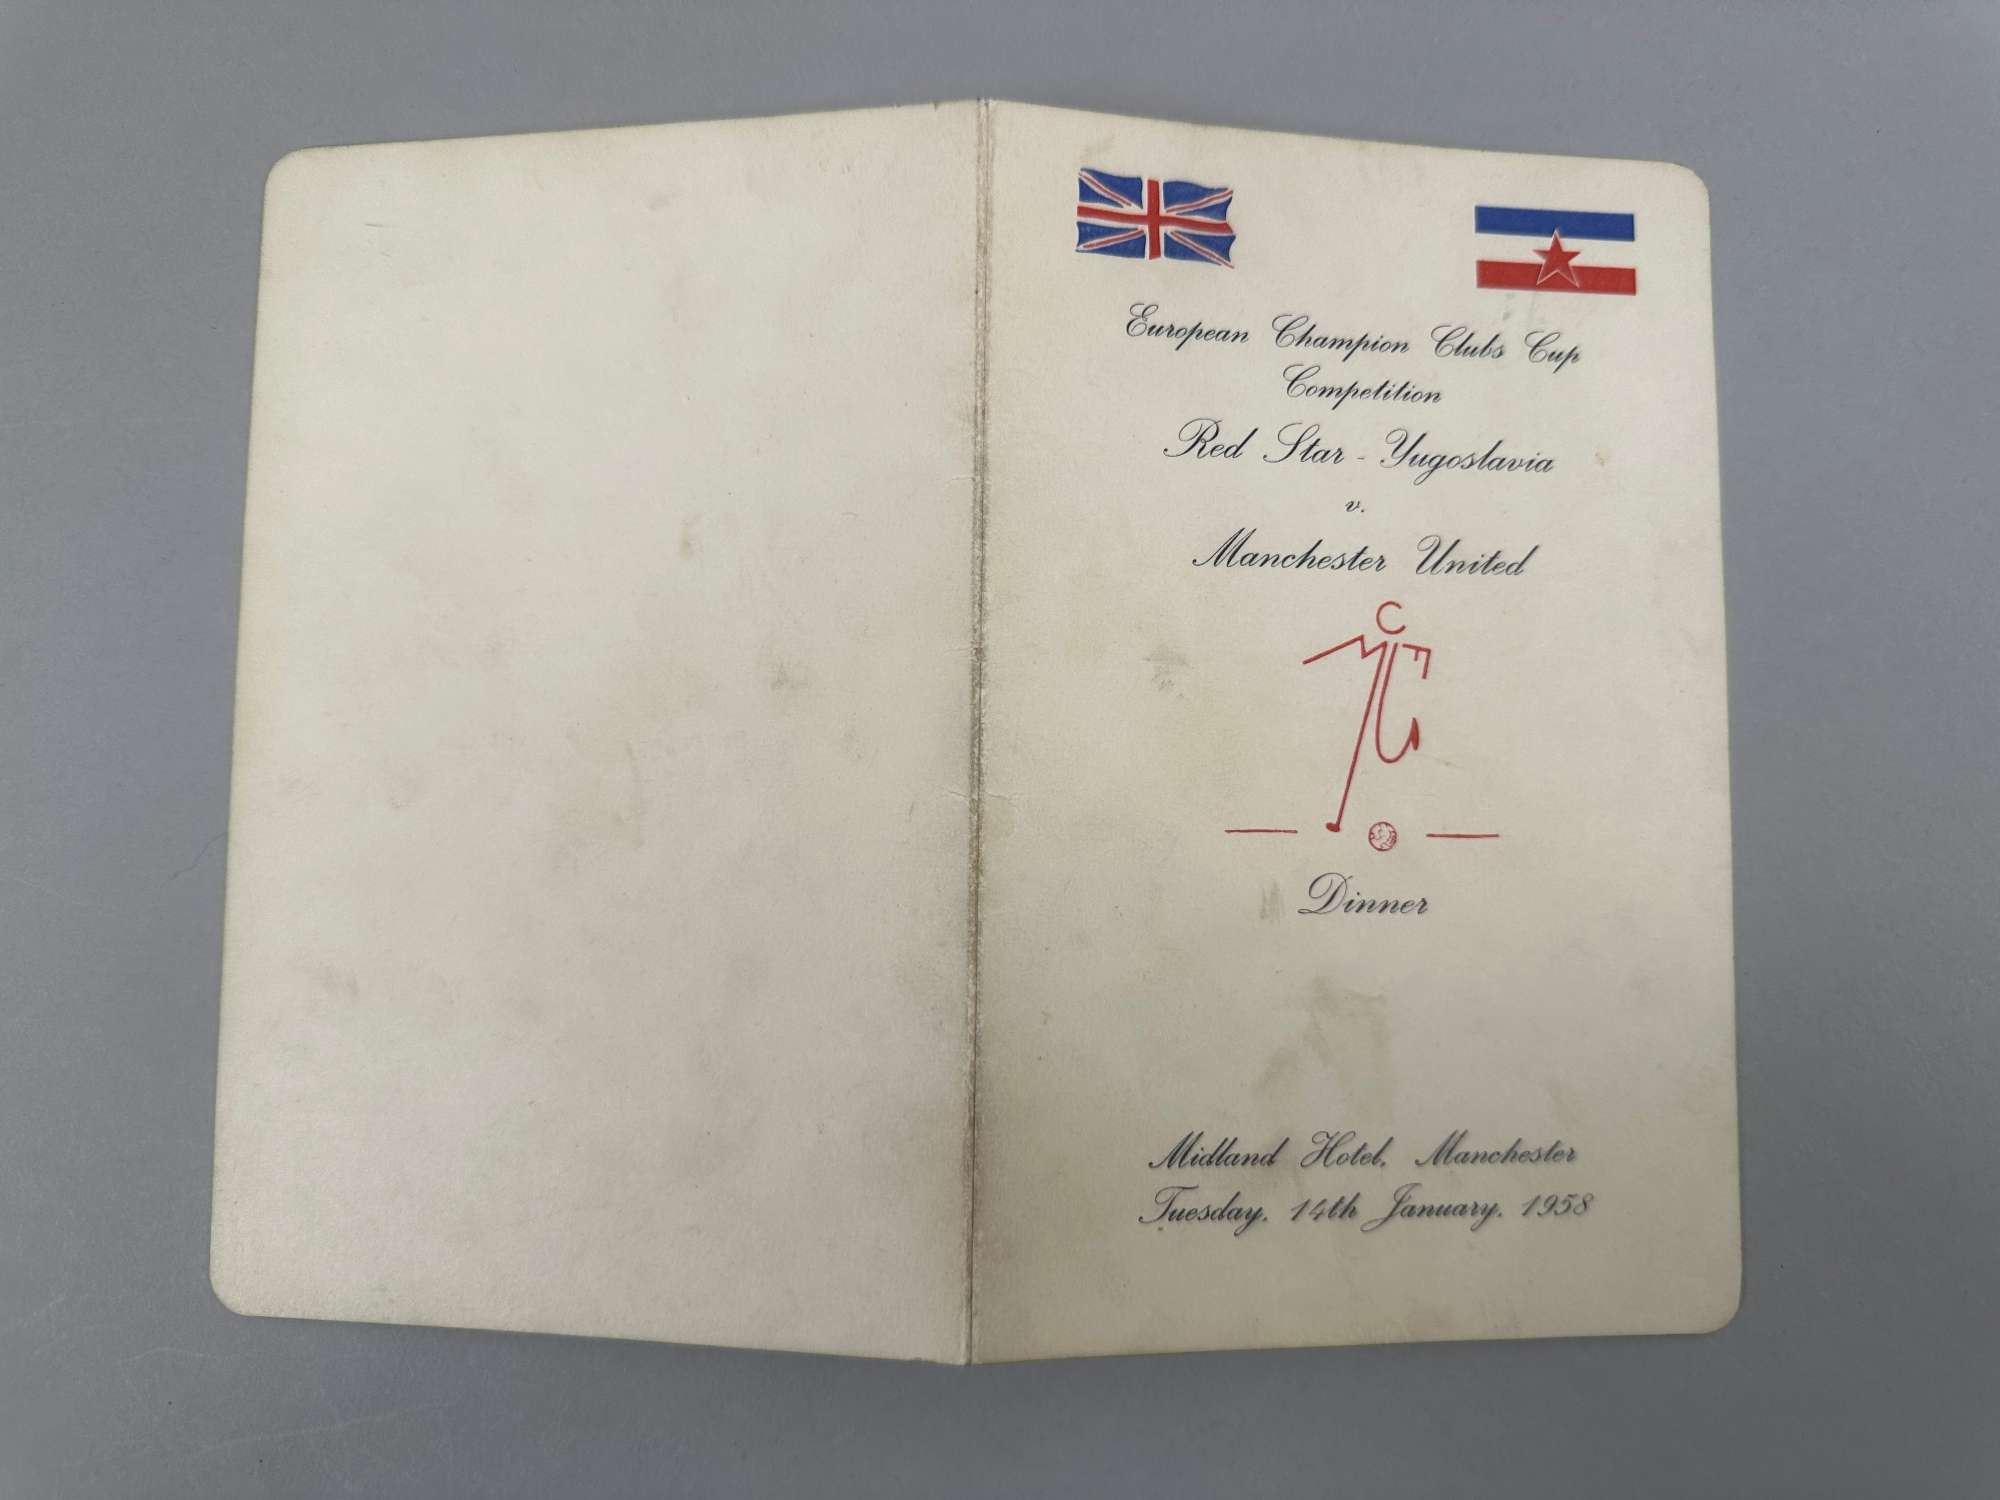 European Champion Clubs Cup
Competition
Red Star - Yugoslavia
v.
Manchester United
C
M U F
Dinner
Midland Hotel, Manchester
Tuesday, 14th January, 1958